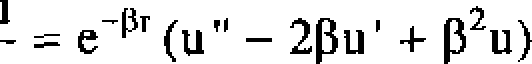 = e^{-βr} (u" − 2βu' + β²u)